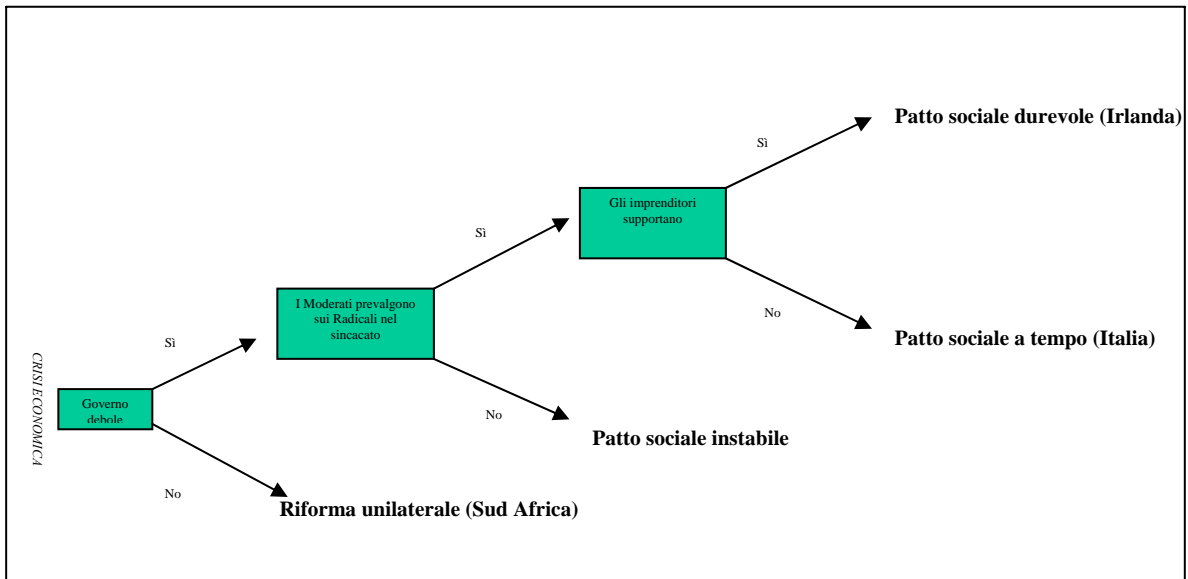 Patto sociale durevole (Irlanda)
Sì
Gli imprenditori
supportano
Sì
No
I Moderati prevalgono
sui Radicali nel
sincacato
Sì
Patto sociale a tempo (Italia)
CRISI ECONOMICA
Governo
debole
No
Patto sociale instabile
No
Riforma unilaterale (Sud Africa)